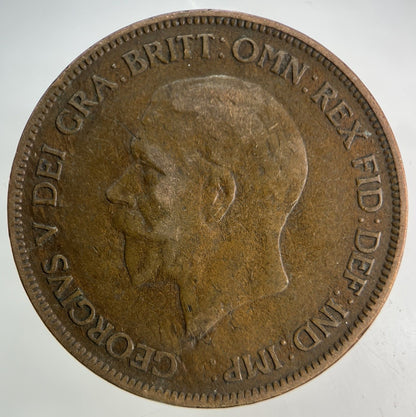 GEORGIVS V DEI GRA: BRITT: OMN: REX FID: DEF: IND: IMP: